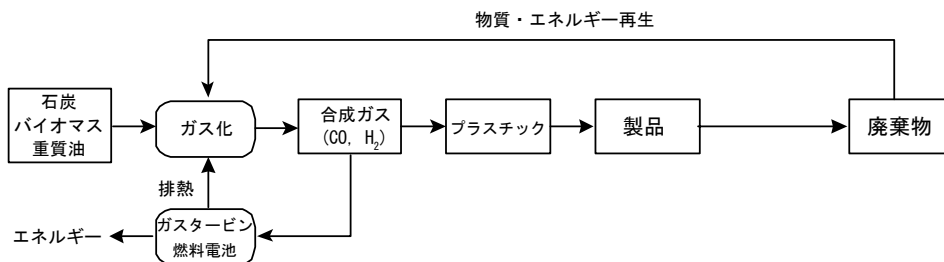 物質・エネルギー再生
石炭
バイオマス
重質油
ガス化
合成ガス
(CO, H₂)
プラスチック
製品
廃棄物
排熱
エネルギー
ガスタービン
燃料電池